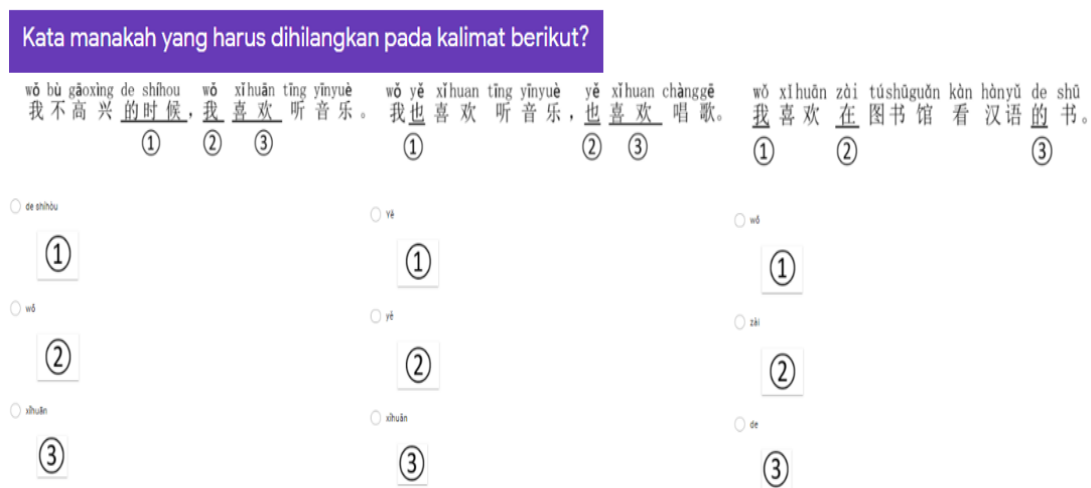 Kata manakah yang harus dihilangkan pada kalimat berikut?
wǒ bù gāoxìng de shíhou wǒ xǐhuān tīng yīnyuè
我不高兴的时候，我喜欢听音乐。
① ② ③
de shíhòu
①
wǒ
②
xǐhuān
③
wǒ yě xǐhuan tīng yīnyuè yě xǐhuan chànggē
我也喜欢听音乐，也喜欢唱歌。
① ② ③
Yě
①
yě
②
xǐhuān
③
wǒ xǐhuān zài túshūguǎn kàn hànyǔ de shū
我喜欢在图书馆看汉语的书。
① ② ③
wǒ
①
zài
②
de
③